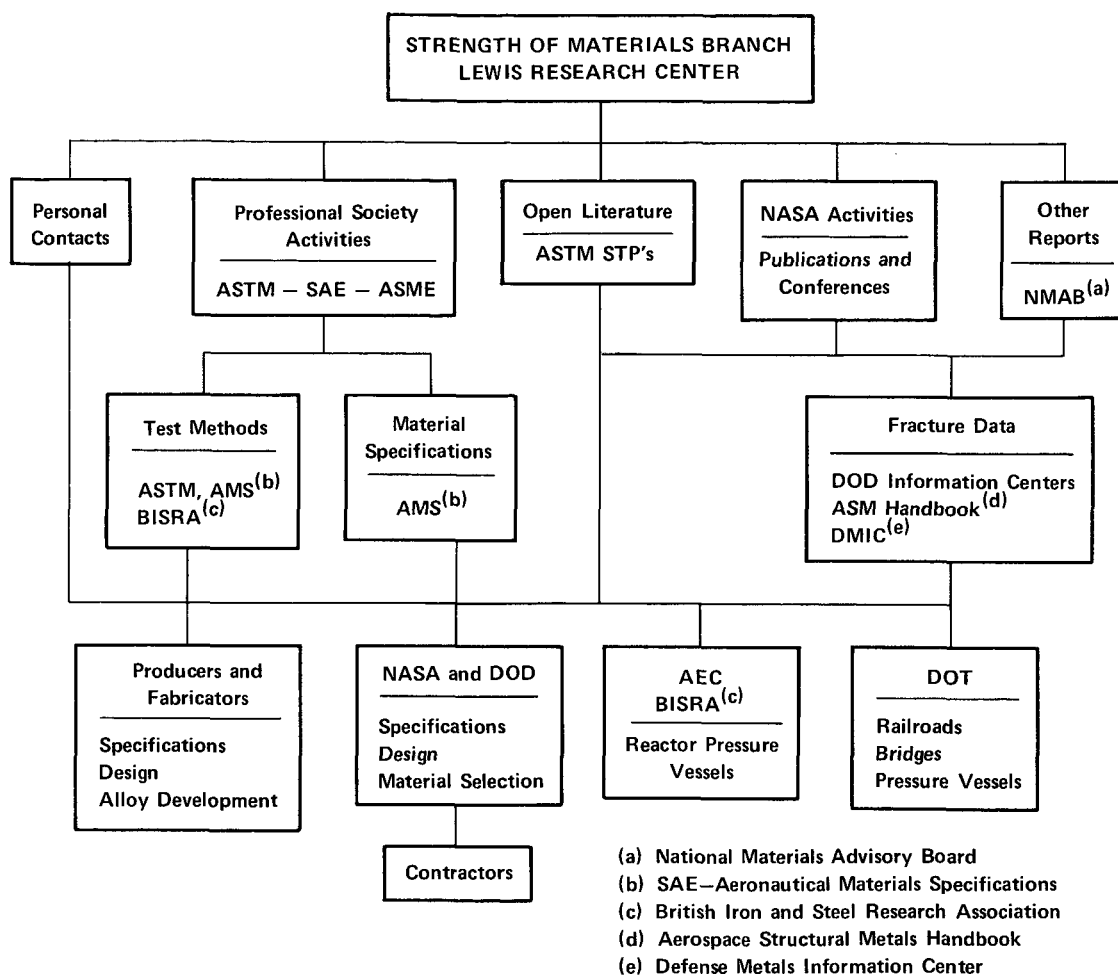 STRENGTH OF MATERIALS BRANCH
LEWIS RESEARCH CENTER
Personal
Contacts
Professional Society
Activities
ASTM – SAE – ASME
Open Literature
ASTM STP's
NASA Activities
Publications and
Conferences
Other
Reports
NMAB(a)
Test Methods
ASTM, AMS(b)
BISRA(c)
Material
Specifications
AMS(b)
Fracture Data
DOD Information Centers
ASM Handbook(d)
DMIC(e)
Producers and
Fabricators
Specifications
Design
Alloy Development
NASA and DOD
Specifications
Design
Material Selection
AEC
BISRA(c)
Reactor Pressure
Vessels
DOT
Railroads
Bridges
Pressure Vessels
Contractors
(a) National Materials Advisory Board
(b) SAE–Aeronautical Materials Specifications
(c) British Iron and Steel Research Association
(d) Aerospace Structural Metals Handbook
(e) Defense Metals Information Center